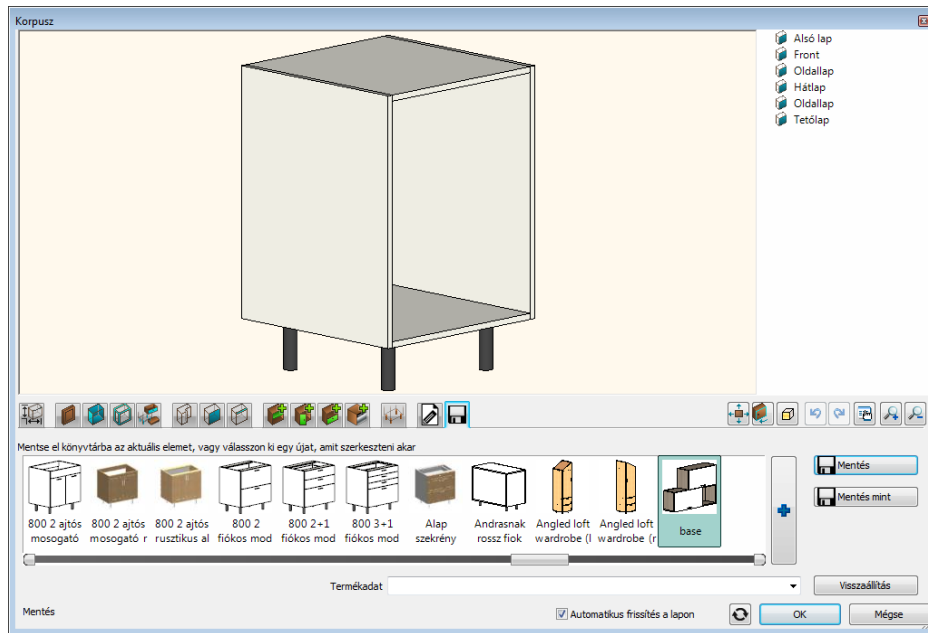 Korpusz
Alsó lap
Front
Oldallap
Hátlap
Oldallap
Tetőlap
Mentse el könyvtárba az aktuális elemet, vagy válasszon ki egy újat, amit szerkeszteni akar
800 2 ajtós mosogató
800 2 ajtós mosogató r
800 2 ajtós rusztikus al
800 2 fiókos mod
800 2+1 fiókos mod
800 3+1 fiókos mod
Alap szekrény
Andrasnak rossz fiok
Angled loft wardrobe (l
Angled loft wardrobe (r
base
Mentés
Mentés mint
Termékadat
Visszaállítás
Mentés
Automatikus frissítés a lapon
OK
Mégse